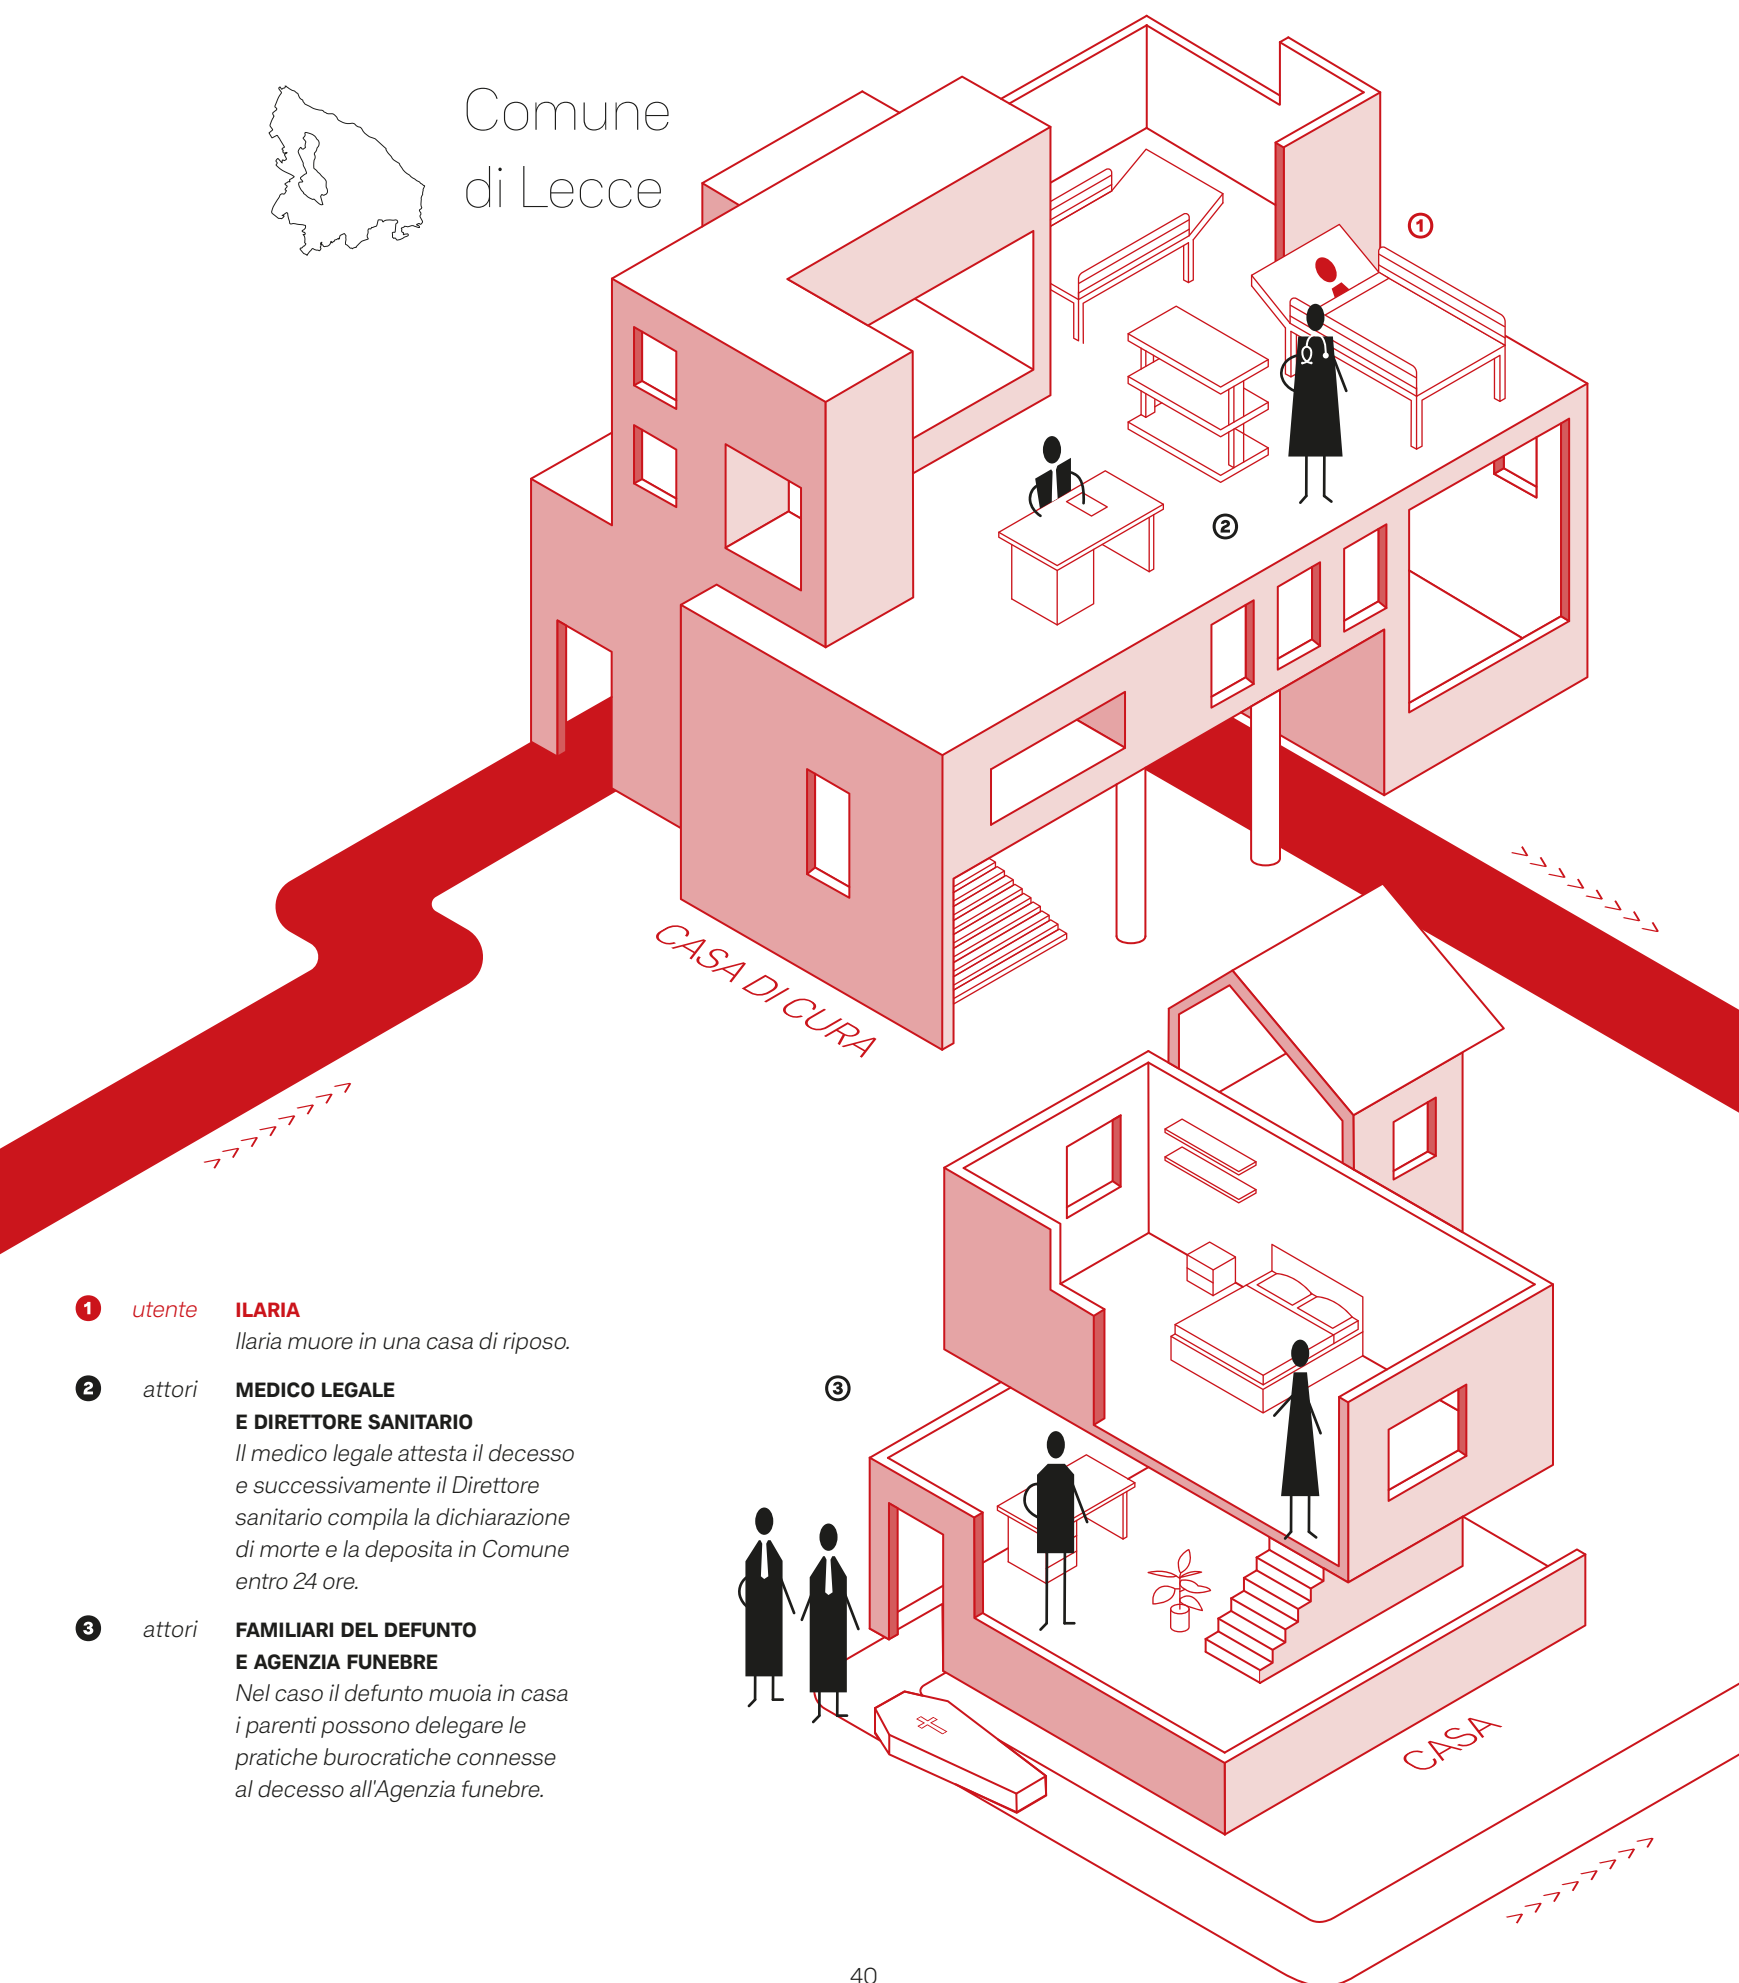 Comune
di Lecce
1
2
CASA DI CURA
1 utente ILARIA
Ilaria muore in una casa di riposo.
2 attori MEDICO LEGALE
E DIRETTORE SANITARIO
Il medico legale attesta il decesso
e successivamente il Direttore
sanitario compila la dichiarazione
di morte e la deposita in Comune
entro 24 ore.
3 attori FAMILIARI DEL DEFUNTO
E AGENZIA FUNEBRE
Nel caso il defunto muoia in casa
i parenti possono delegare le
pratiche burocratiche connesse
al decesso all'Agenzia funebre.
3
CASA
40